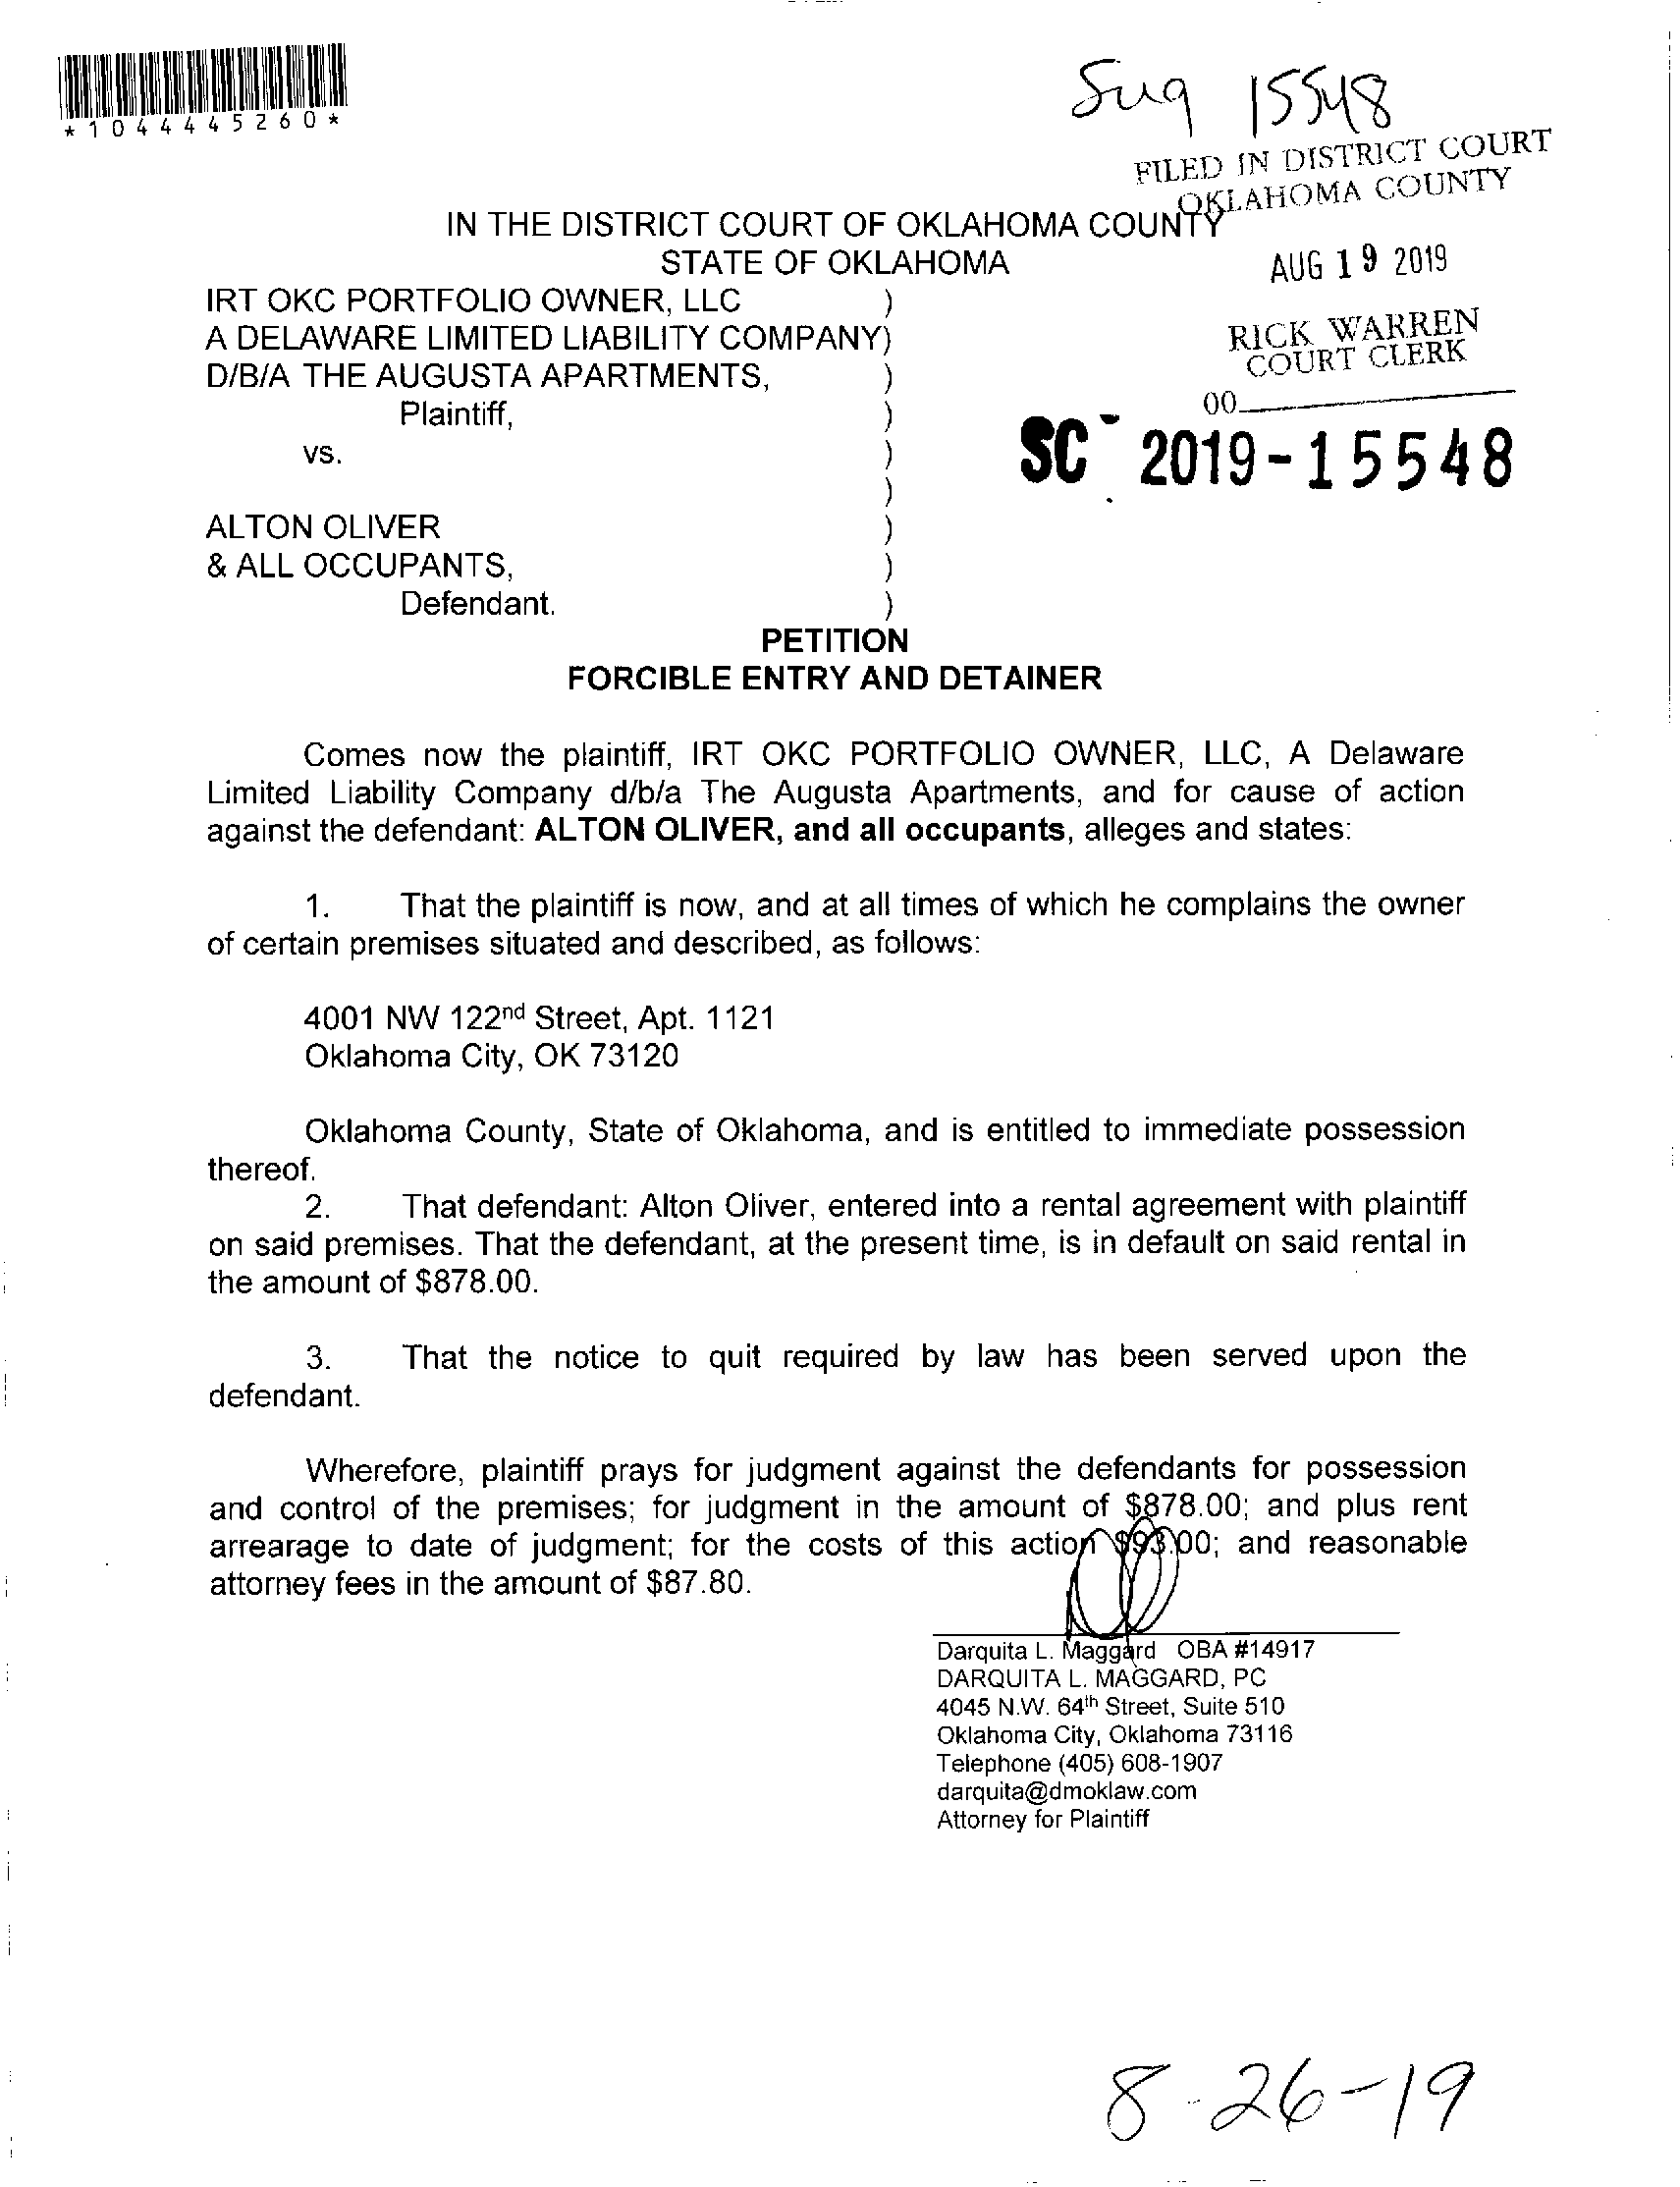 *1044445260*
Sug 15548
FILED IN DISTRICT COURT
OKLAHOMA COUNTY
IN THE DISTRICT COURT OF OKLAHOMA COUNTY
STATE OF OKLAHOMA
AUG 19 2019
IRT OKC PORTFOLIO OWNER, LLC )
A DELAWARE LIMITED LIABILITY COMPANY)
D/B/A THE AUGUSTA APARTMENTS, )
RICK WARREN
COURT CLERK
00
Plaintiff, )
vs. )
SC- 2019-15548
)
ALTON OLIVER )
& ALL OCCUPANTS, )
Defendant. )
PETITION
FORCIBLE ENTRY AND DETAINER
Comes now the plaintiff, IRT OKC PORTFOLIO OWNER, LLC, A Delaware
Limited Liability Company d/b/a The Augusta Apartments, and for cause of action
against the defendant: ALTON OLIVER, and all occupants, alleges and states:
1. That the plaintiff is now, and at all times of which he complains the owner
of certain premises situated and described, as follows:
4001 NW 122nd Street, Apt. 1121
Oklahoma City, OK 73120
Oklahoma County, State of Oklahoma, and is entitled to immediate possession
thereof.
2. That defendant: Alton Oliver, entered into a rental agreement with plaintiff
on said premises. That the defendant, at the present time, is in default on said rental in
the amount of $878.00.
3. That the notice to quit required by law has been served upon the
defendant.
Wherefore, plaintiff prays for judgment against the defendants for possession
and control of the premises; for judgment in the amount of $878.00; and plus rent
arrearage to date of judgment; for the costs of this action $93.00; and reasonable
attorney fees in the amount of $87.80.
Darquita L. Maggard OBA #14917
DARQUITA L. MAGGARD, PC
4045 N.W. 64th Street, Suite 510
Oklahoma City, Oklahoma 73116
Telephone (405) 608-1907
darquita@dmoklaw.com
Attorney for Plaintiff
8-26-19